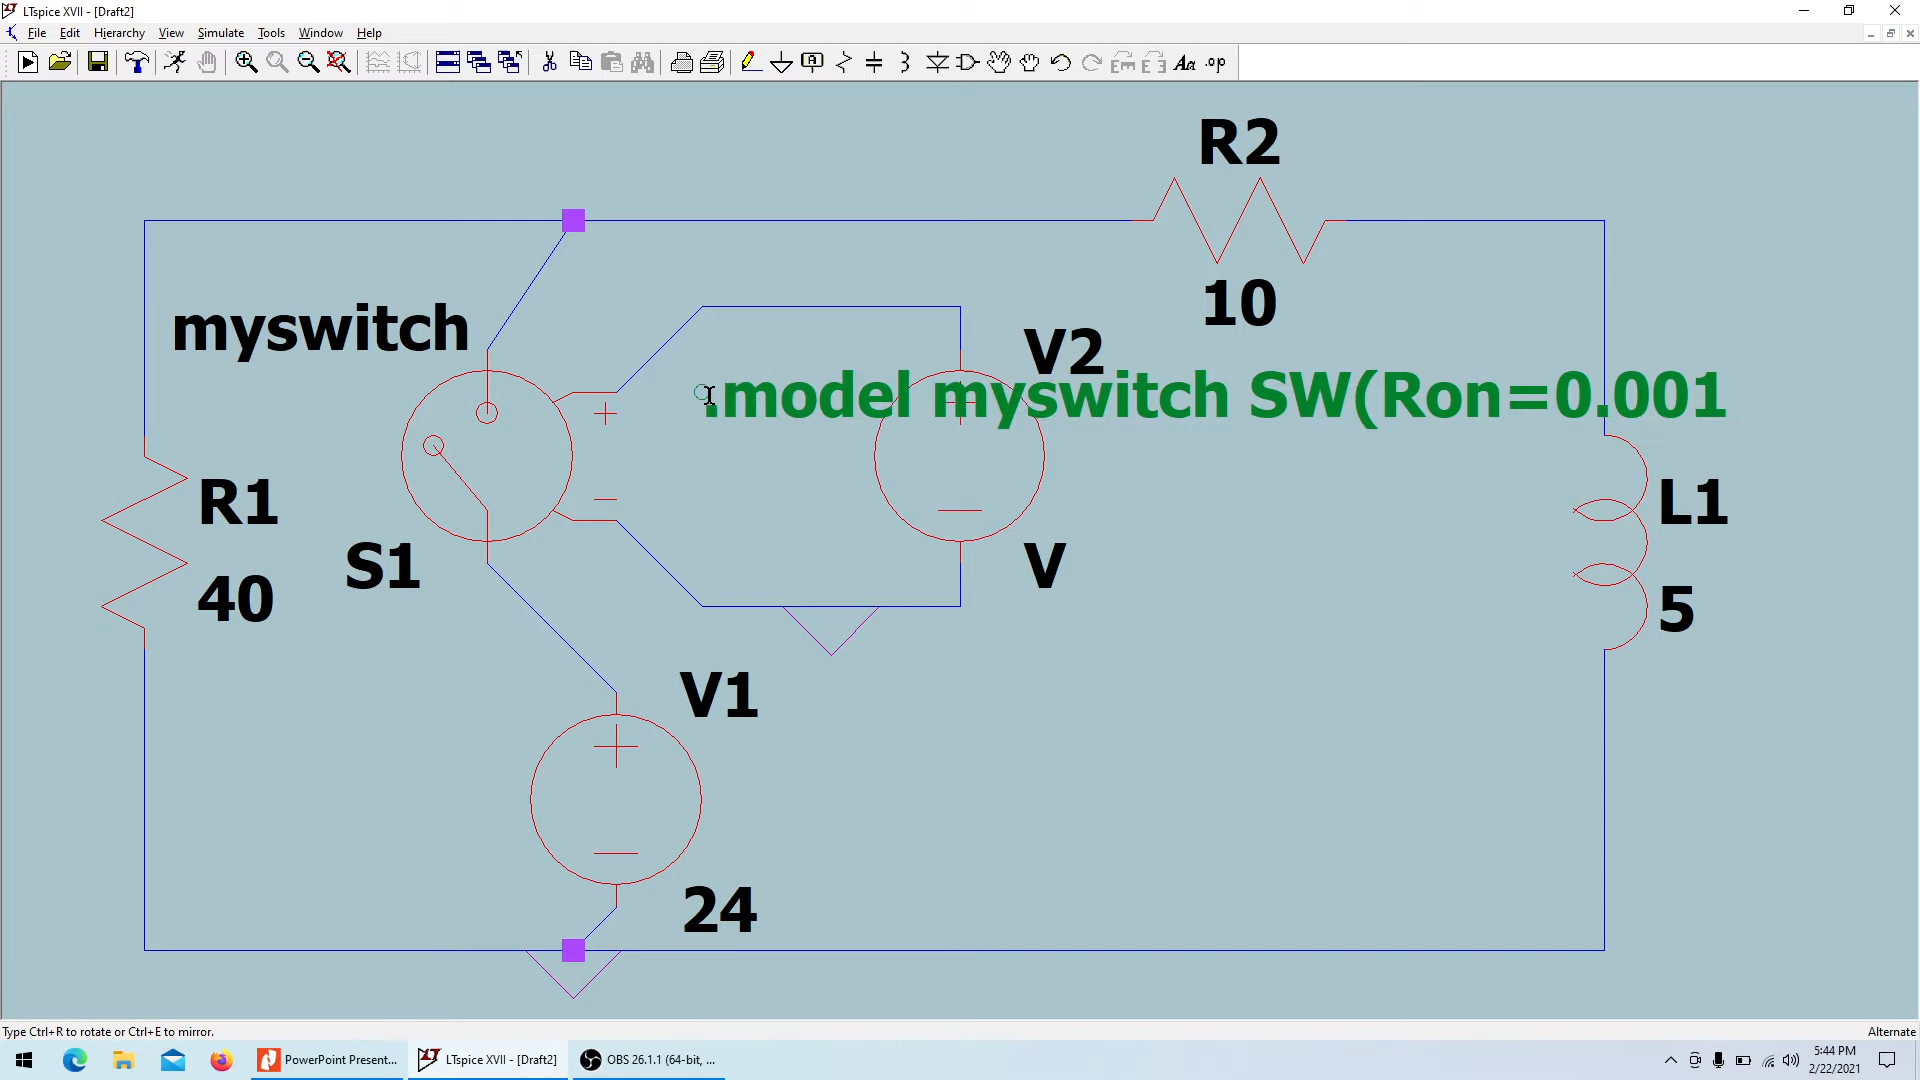 LTspice XVII - [Draft2]
File Edit Hierarchy View Simulate Tools Window Help
Aa .op
R2
10
myswitch
V2
.model myswitch SW(Ron=0.001
R1
40
S1
V
L1
5
V1
24
Type Ctrl+R to rotate or Ctrl+E to mirror.
Alternate
PowerPoint Present...
LTspice XVII - [Draft2]
OBS 26.1.1 (64-bit, ...
5:44 PM
2/22/2021